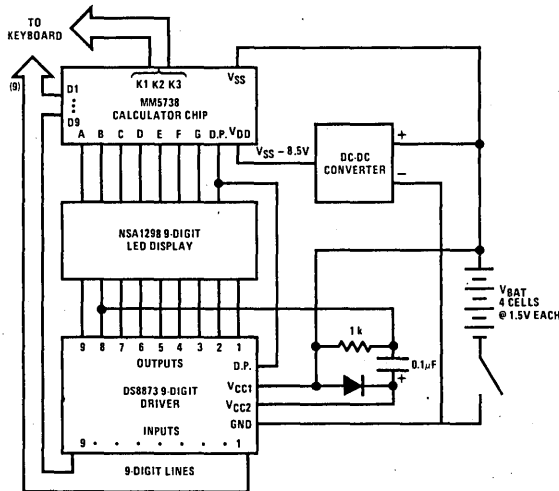 TO
KEYBOARD
(9)
D1
D9
K1 K2 K3
VSS
MM5738
CALCULATOR CHIP
A B C D E F G D.P. VDD
VSS – 8.5V
DC-DC
CONVERTER
+
–
NSA1298 9-DIGIT
LED DISPLAY
VBAT
4 CELLS
@ 1.5V EACH
1 k
0.1μF
+
9 8 7 6 5 4 3 2 1
OUTPUTS
D.P.
DS8873 9-DIGIT
DRIVER
VCC1
VCC2
GND
INPUTS
9 · · · · · · · 1
9-DIGIT LINES